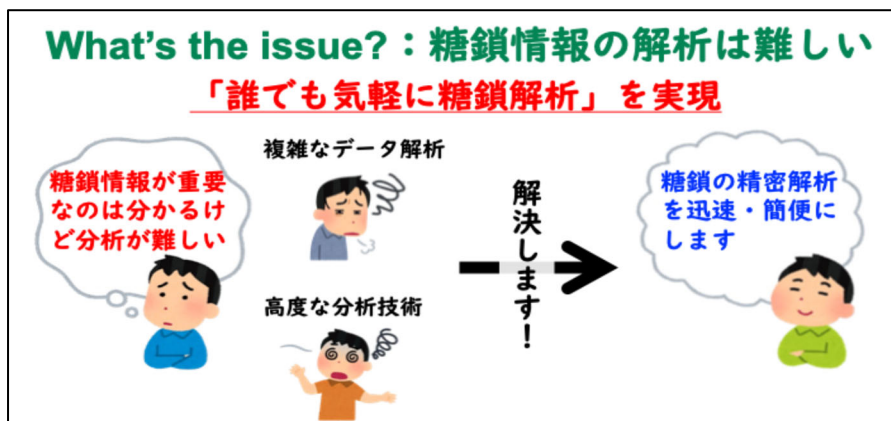 What’s the issue?：糖鎖情報の解析は難しい
「誰でも気軽に糖鎖解析」を実現
糖鎖情報が重要
なのは分かるけ
ど分析が難しい
複雑なデータ解析
高度な分析技術
解決します！
糖鎖の精密解析
を迅速・簡便に
します